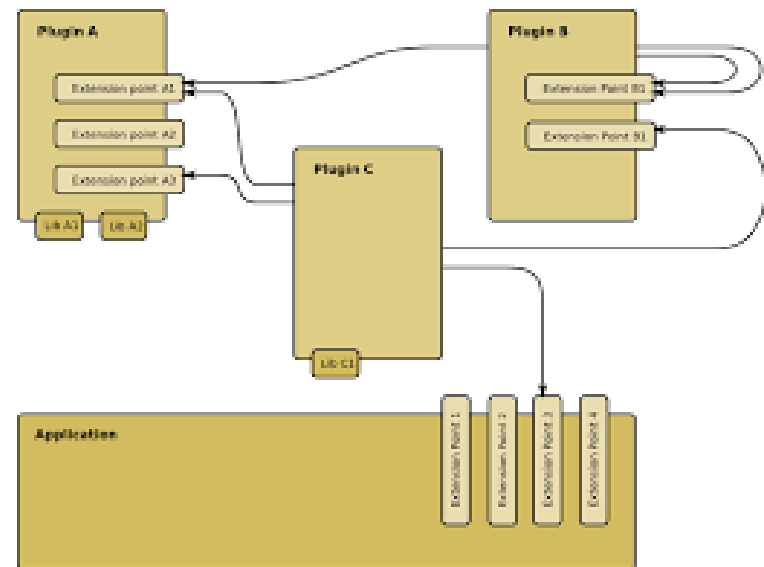 Plugin A
Extension point A1
Extension point A2
Extension point A3
Lib A1
Lib A2
Plugin B
Extension Point B1
Extension Point B1
Plugin C
Lib C1
Application
Extension Point 1
Extension Point 2
Extension Point 3
Extension Point 4